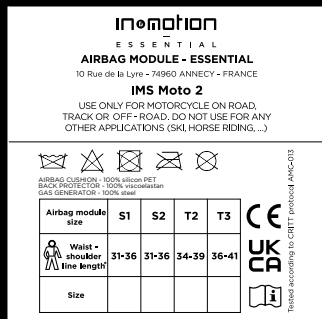 in&motion
ESSENTIAL
AIRBAG MODULE - ESSENTIAL
10 Rue de la Lyre - 74960 ANNECY - FRANCE
IMS Moto 2
USE ONLY FOR MOTORCYCLE ON ROAD,
TRACK OR OFF - ROAD. DO NOT USE FOR ANY
OTHER APPLICATIONS (SKI, HORSE RIDING, ...)
AIRBAG CUSHION - 100% silicon PET
BACK PROTECTOR - 100% viscoelastan
GAS GENERATOR - 100% steel
Airbag module size S1 S2 T2 T3
Waist - shoulder line length* 31-36 31-36 34-39 36-41
Size
CE
UK
CA
i
Tested according to CRITT protocol AMC-013